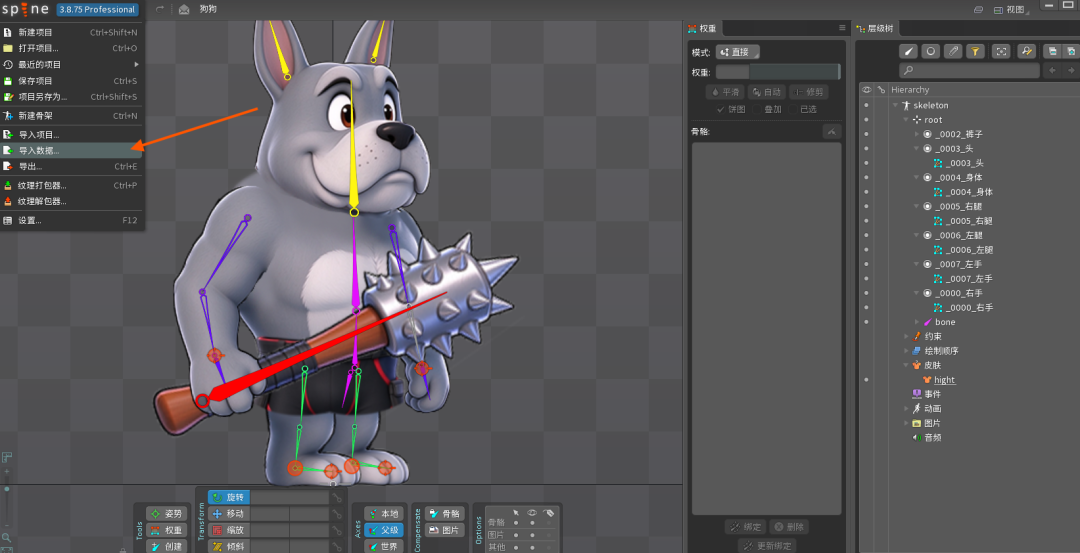 spine 3.8.75 Professional
狗狗
视图
新建项目 Ctrl+Shift+N
打开项目... Ctrl+O
最近的项目
保存项目 Ctrl+S
项目另存为... Ctrl+Shift+S
新建骨架 Ctrl+N
导入项目...
导入数据...
导出... Ctrl+E
纹理打包器... Ctrl+P
纹理解包器...
设置... F12
权重
模式: 直接
权重:
平滑 自动 修剪
饼图 叠加 已选
骨骼:
绑定 删除
更新绑定
层级树
Hierarchy
skeleton
root
_0002_裤子
_0003_头
_0003_头
_0004_身体
_0004_身体
_0005_右腿
_0005_右腿
_0006_左腿
_0006_左腿
_0007_左手
_0007_左手
_0000_右手
_0000_右手
bone
约束
绘制顺序
皮肤
hight
事件
动画
图片
音频
Tools
姿势
权重
创建
Transform
旋转
移动
缩放
倾斜
Axes
本地
父级
世界
Compensate
骨骼
图片
Options
骨骼
图片
其他